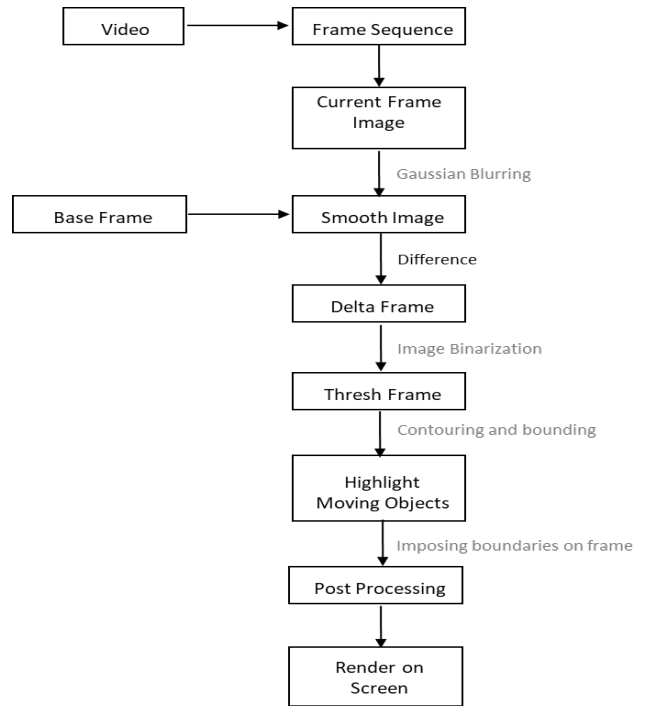 Video
Frame Sequence
Current Frame
Image
Gaussian Blurring
Base Frame
Smooth Image
Difference
Delta Frame
Image Binarization
Thresh Frame
Contouring and bounding
Highlight
Moving Objects
Imposing boundaries on frame
Post Processing
Render on
Screen